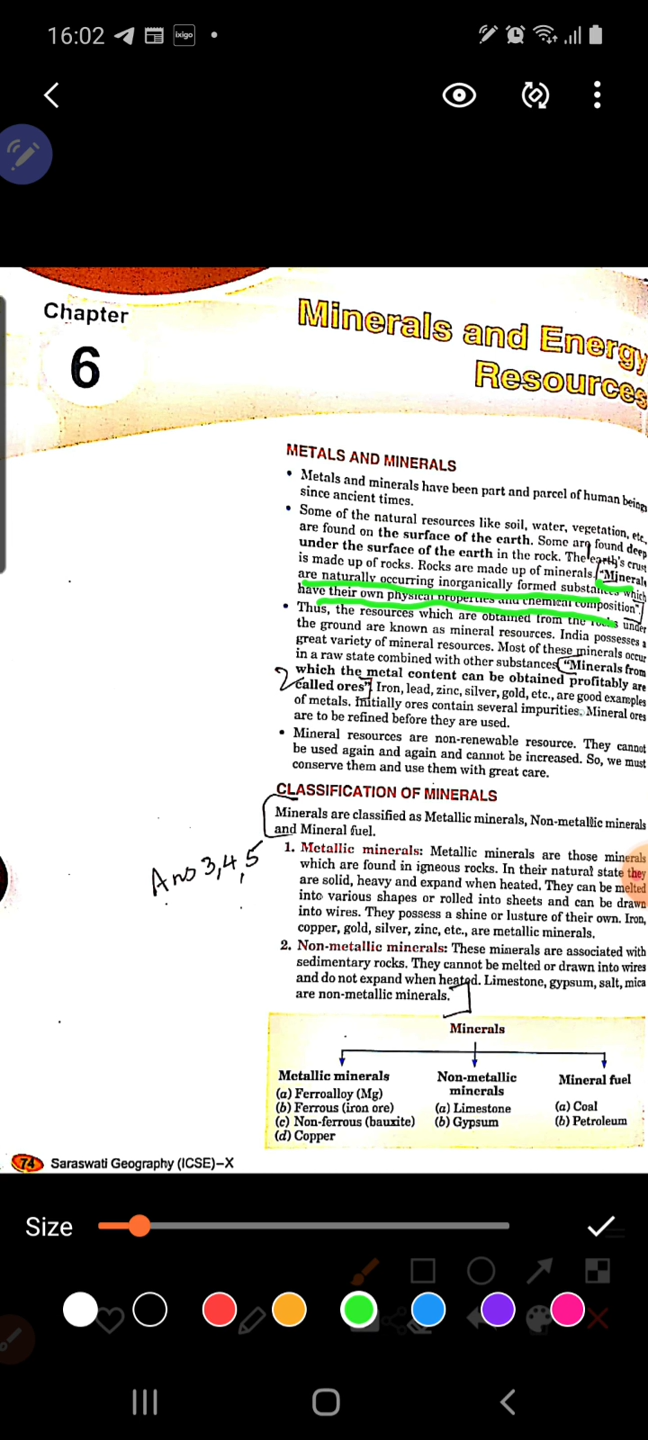 16:02
ixigo
Chapter
6
Minerals and Energy
Resources
METALS AND MINERALS
• Metals and minerals have been part and parcel of human beings
since ancient times.
• Some of the natural resources like soil, water, vegetation, etc.
are found on the surface of the earth. Some are found deep
under the surface of the earth in the rock. The earth's crust
is made up of rocks. Rocks are made up of minerals. "Minerals
are naturally occurring inorganically formed substances which
have their own physical properties and chemical composition".
• Thus, the resources which are obtained from the rocks under
the ground are known as mineral resources. India possesses a
great variety of mineral resources. Most of these minerals occur
in a raw state combined with other substances. "Minerals from
2 which the metal content can be obtained profitably are
called ores". Iron, lead, zinc, silver, gold, etc., are good examples
of metals. Initially ores contain several impurities. Mineral ores
are to be refined before they are used.
• Mineral resources are non-renewable resource. They cannot
be used again and again and cannot be increased. So, we must
conserve them and use them with great care.
CLASSIFICATION OF MINERALS
Minerals are classified as Metallic minerals, Non-metallic minerals
and Mineral fuel.
Ans 3,4,5
1. Metallic minerals: Metallic minerals are those minerals
which are found in igneous rocks. In their natural state they
are solid, heavy and expand when heated. They can be melted
into various shapes or rolled into sheets and can be drawn
into wires. They possess a shine or lusture of their own. Iron,
copper, gold, silver, zinc, etc., are metallic minerals.
2. Non-metallic minerals: These minerals are associated with
sedimentary rocks. They cannot be melted or drawn into wires
and do not expand when heated. Limestone, gypsum, salt, mica
are non-metallic minerals.
Minerals
Metallic minerals
(a) Ferroalloy (Mg)
(b) Ferrous (iron ore)
(c) Non-ferrous (bauxite)
(d) Copper
Non-metallic
minerals
(a) Limestone
(b) Gypsum
Mineral fuel
(a) Coal
(b) Petroleum
74 Saraswati Geography (ICSE)–X
Size